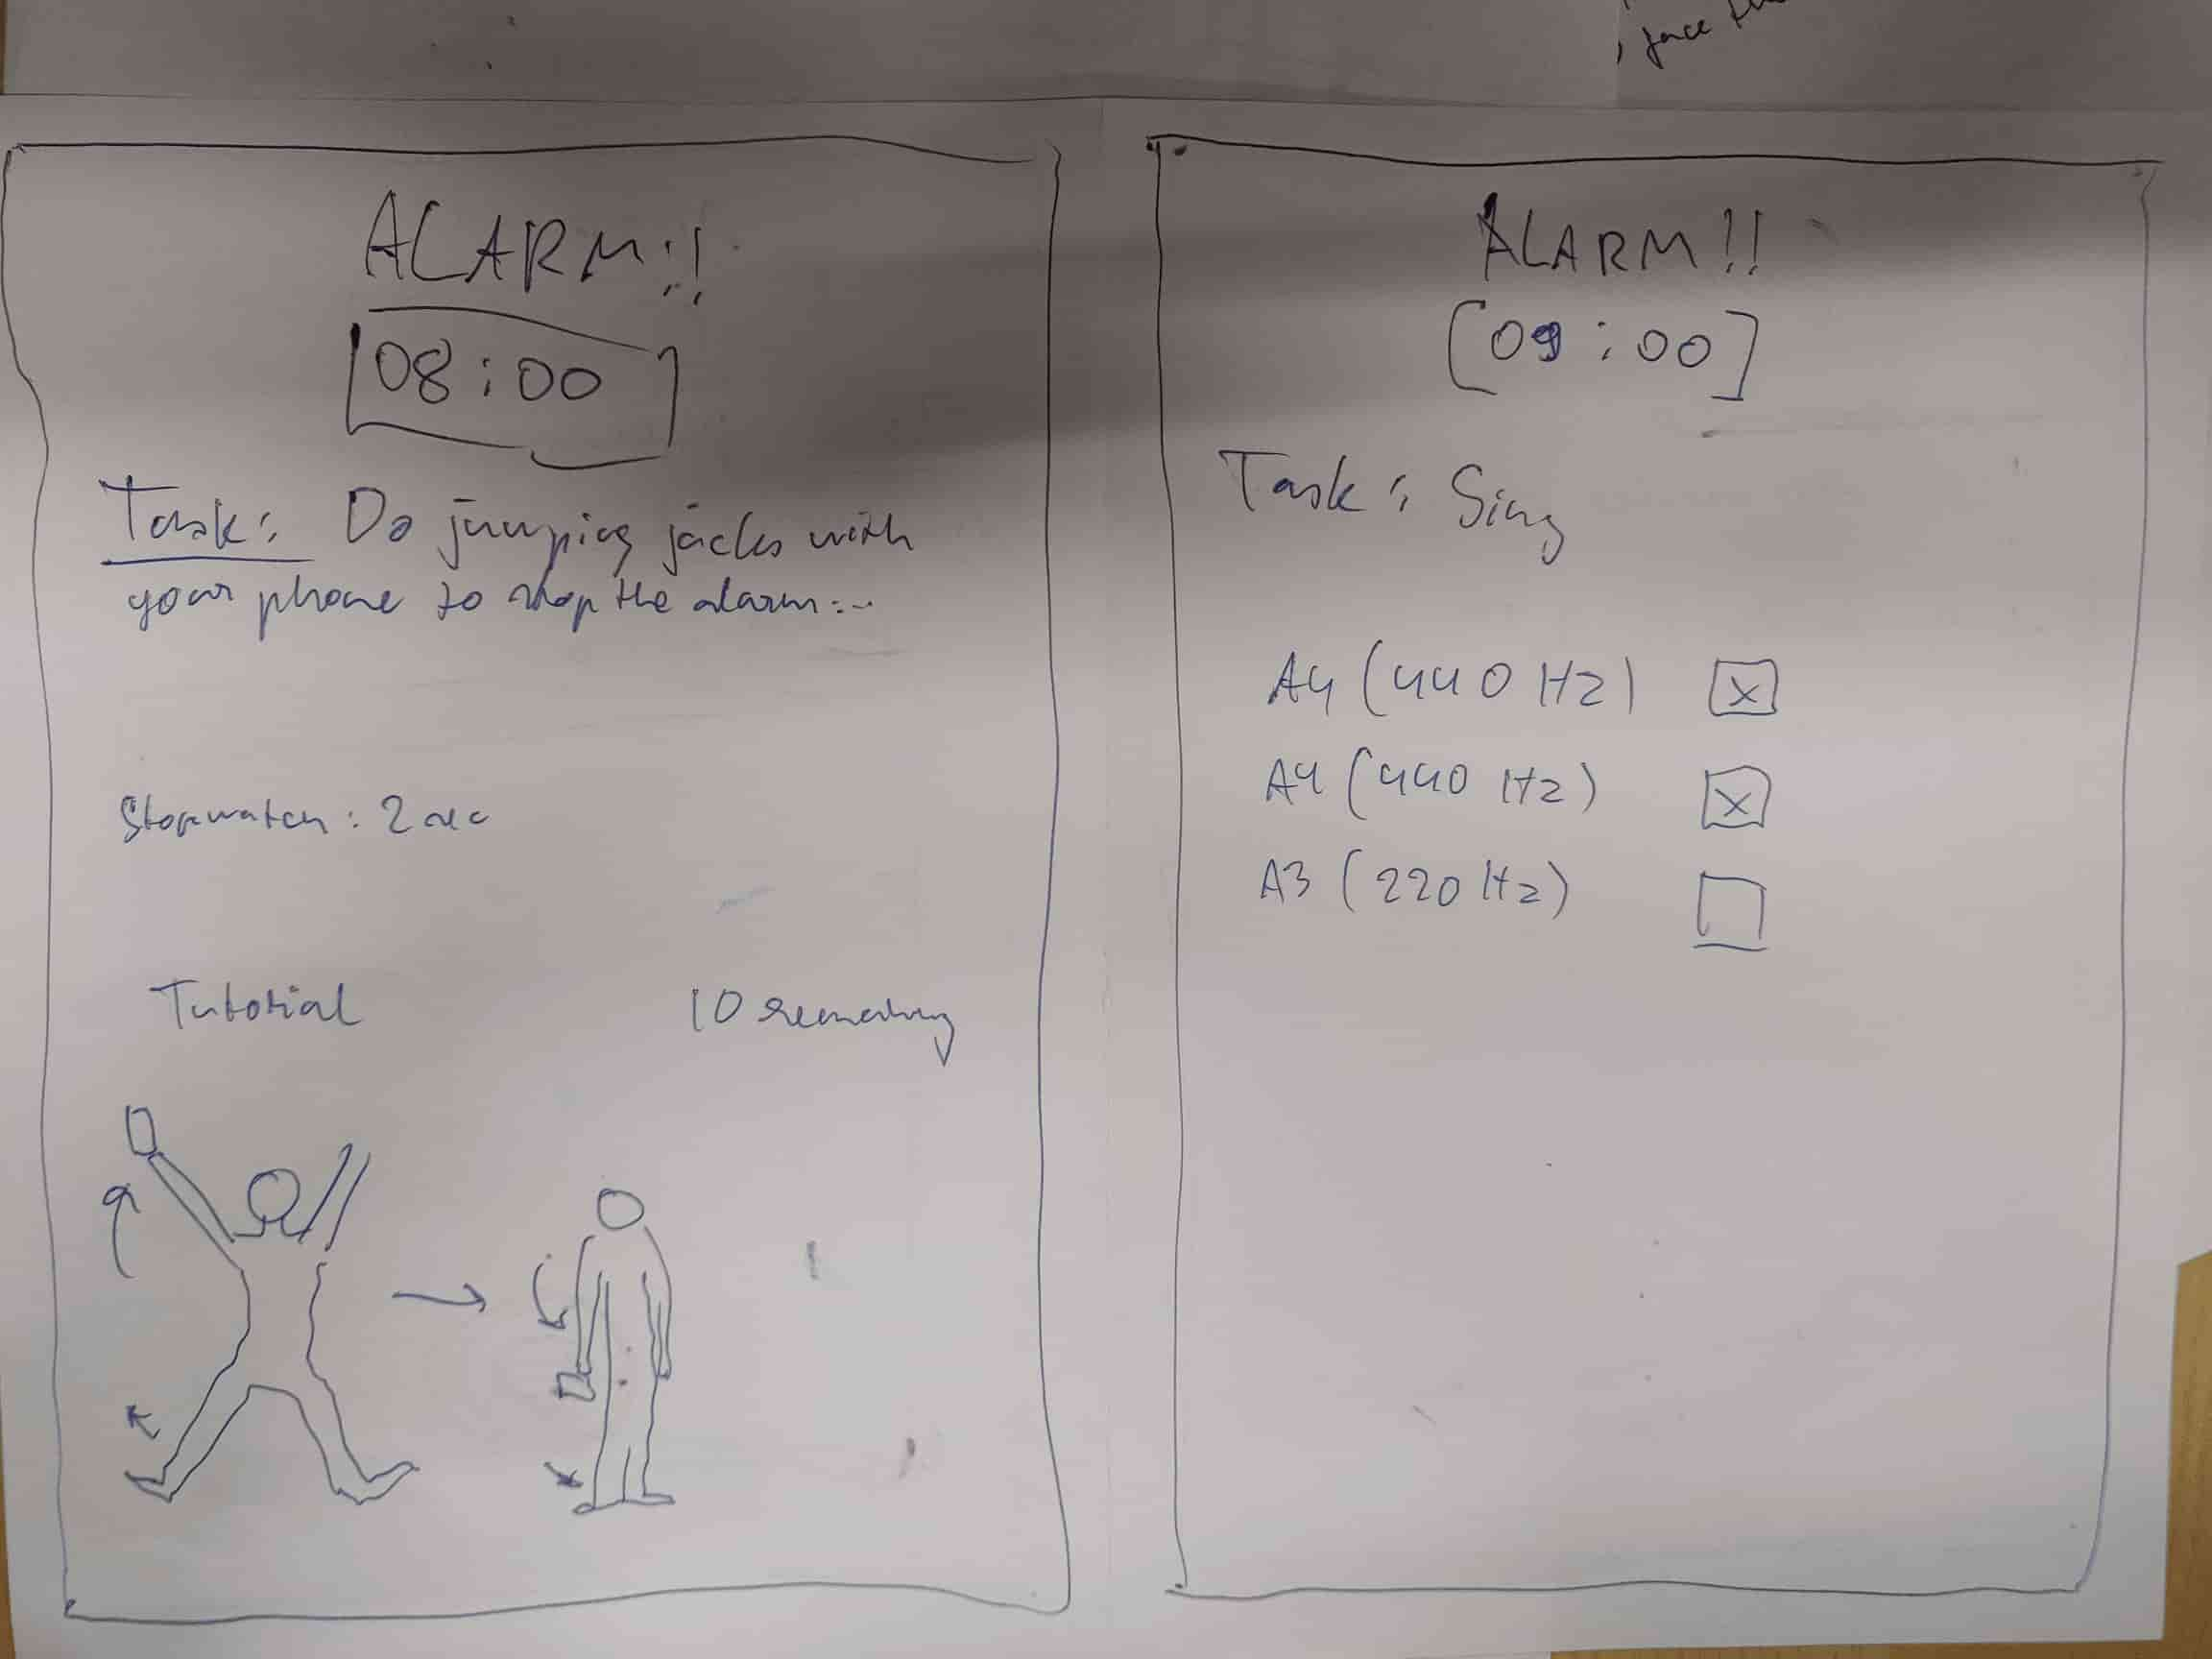 , face the
ALARM!!
08:00
Task: Do jumping jacks with
your phone to stop the alarm...
Stopwatch: 2 sec
Tutorial
10 remaining
ALARM!!
[09:00]
Task: Sing
A4 (440 Hz) [x]
A4 (440 Hz) [x]
A3 (220 Hz)